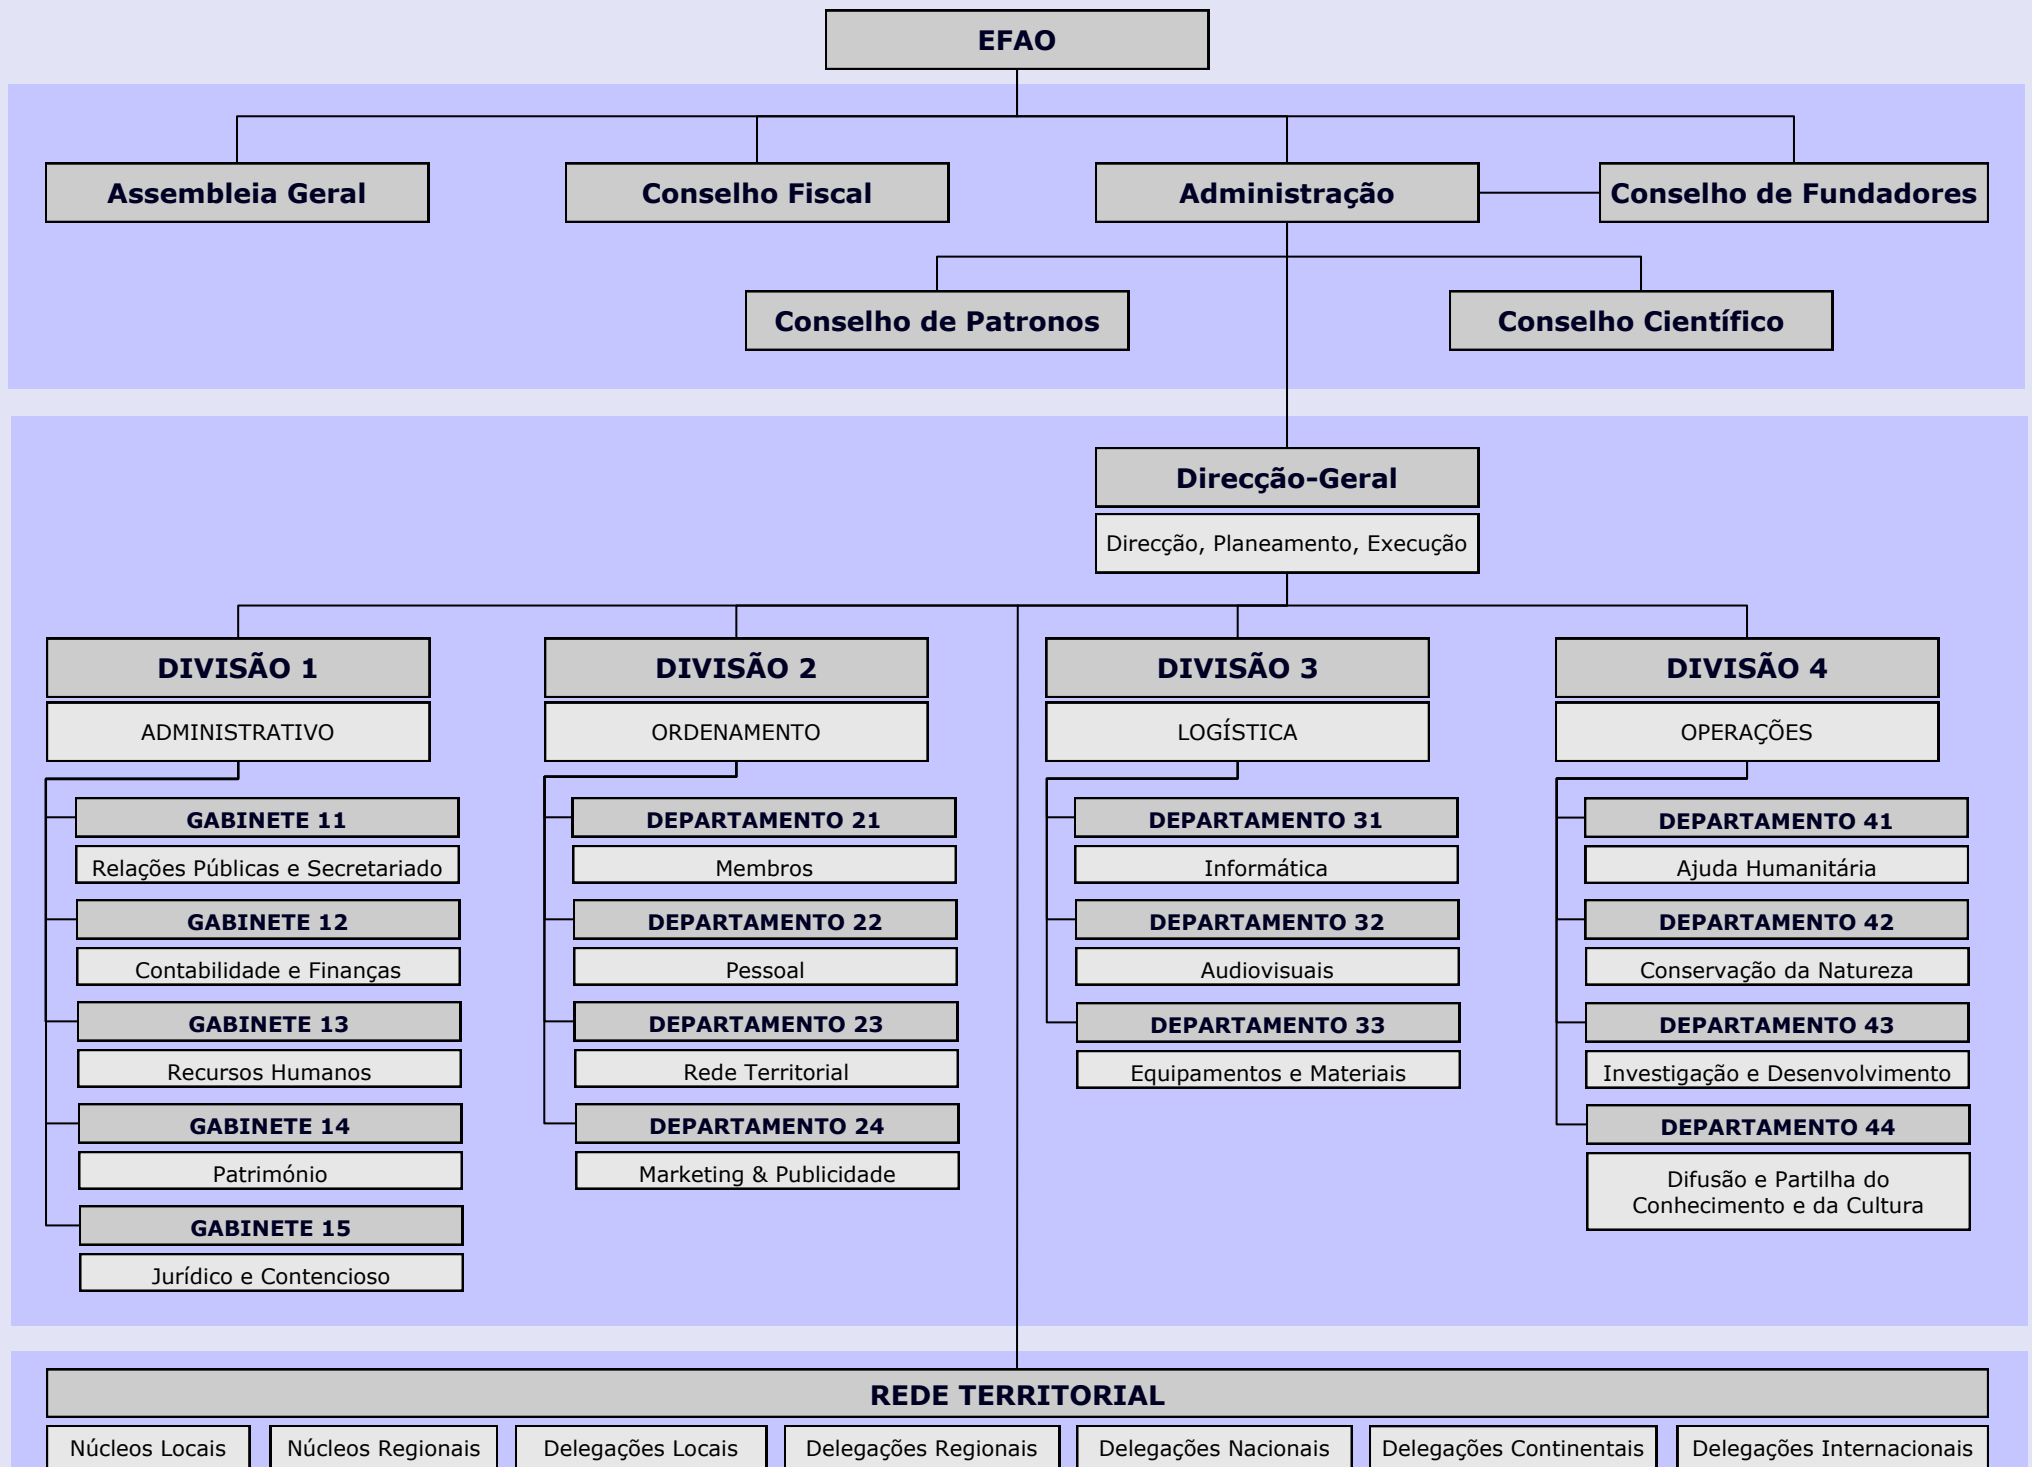 EFAO
Assembleia Geral
Conselho Fiscal
Administração
Conselho de Fundadores
Conselho de Patronos
Conselho Científico
Direcção-Geral
Direcção, Planeamento, Execução
DIVISÃO 1
ADMINISTRATIVO
GABINETE 11
Relações Públicas e Secretariado
GABINETE 12
Contabilidade e Finanças
GABINETE 13
Recursos Humanos
GABINETE 14
Património
GABINETE 15
Jurídico e Contencioso
DIVISÃO 2
ORDENAMENTO
DEPARTAMENTO 21
Membros
DEPARTAMENTO 22
Pessoal
DEPARTAMENTO 23
Rede Territorial
DEPARTAMENTO 24
Marketing & Publicidade
DIVISÃO 3
LOGÍSTICA
DEPARTAMENTO 31
Informática
DEPARTAMENTO 32
Audiovisuais
DEPARTAMENTO 33
Equipamentos e Materiais
DIVISÃO 4
OPERAÇÕES
DEPARTAMENTO 41
Ajuda Humanitária
DEPARTAMENTO 42
Conservação da Natureza
DEPARTAMENTO 43
Investigação e Desenvolvimento
DEPARTAMENTO 44
Difusão e Partilha do
Conhecimento e da Cultura
REDE TERRITORIAL
Núcleos Locais
Núcleos Regionais
Delegações Locais
Delegações Regionais
Delegações Nacionais
Delegações Continentais
Delegações Internacionais